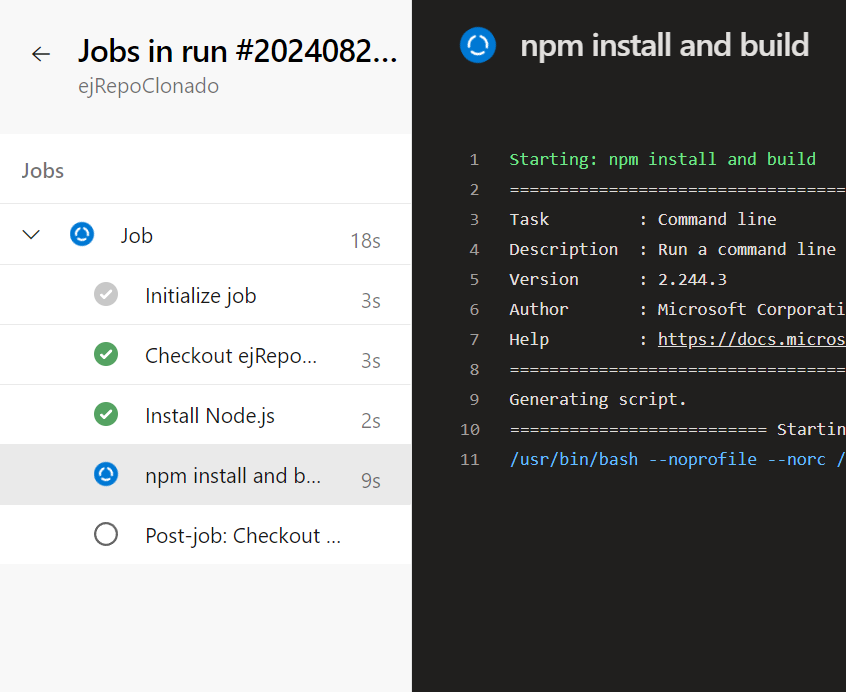 Jobs in run #2024082...
ejRepoClonado
Jobs
Job 18s
Initialize job 3s
Checkout ejRepo... 3s
Install Node.js 2s
npm install and b... 9s
Post-job: Checkout ...
npm install and build
1 Starting: npm install and build
2 ==================================
3 Task : Command line
4 Description : Run a command line
5 Version : 2.244.3
6 Author : Microsoft Corporati
7 Help : https://docs.micros
8 ==================================
9 Generating script.
10 ========================== Startin
11 /usr/bin/bash --noprofile --norc /